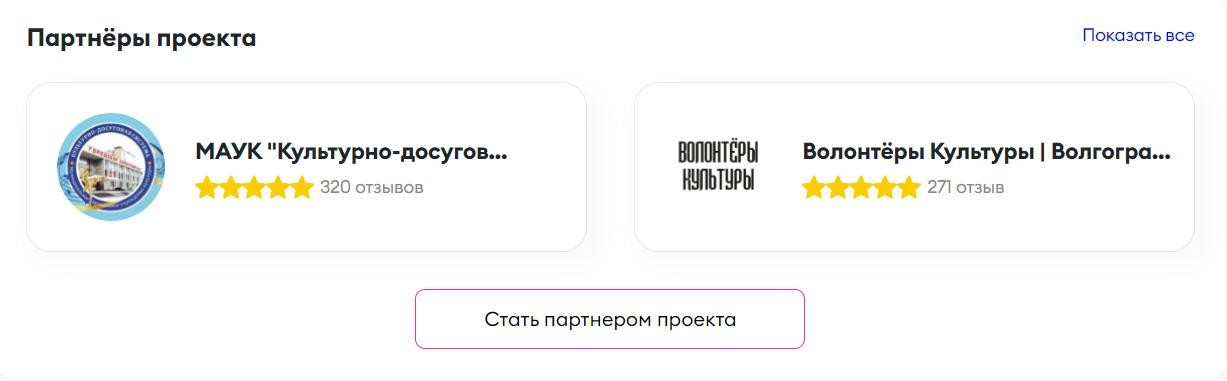 Партнёры проекта
Показать все
МАУК "Культурно-досугов...
320 отзывов
ВОЛОНТЁРЫ
КУЛЬТУРЫ
Волонтёры Культуры | Волгогра...
271 отзыв
Стать партнером проекта